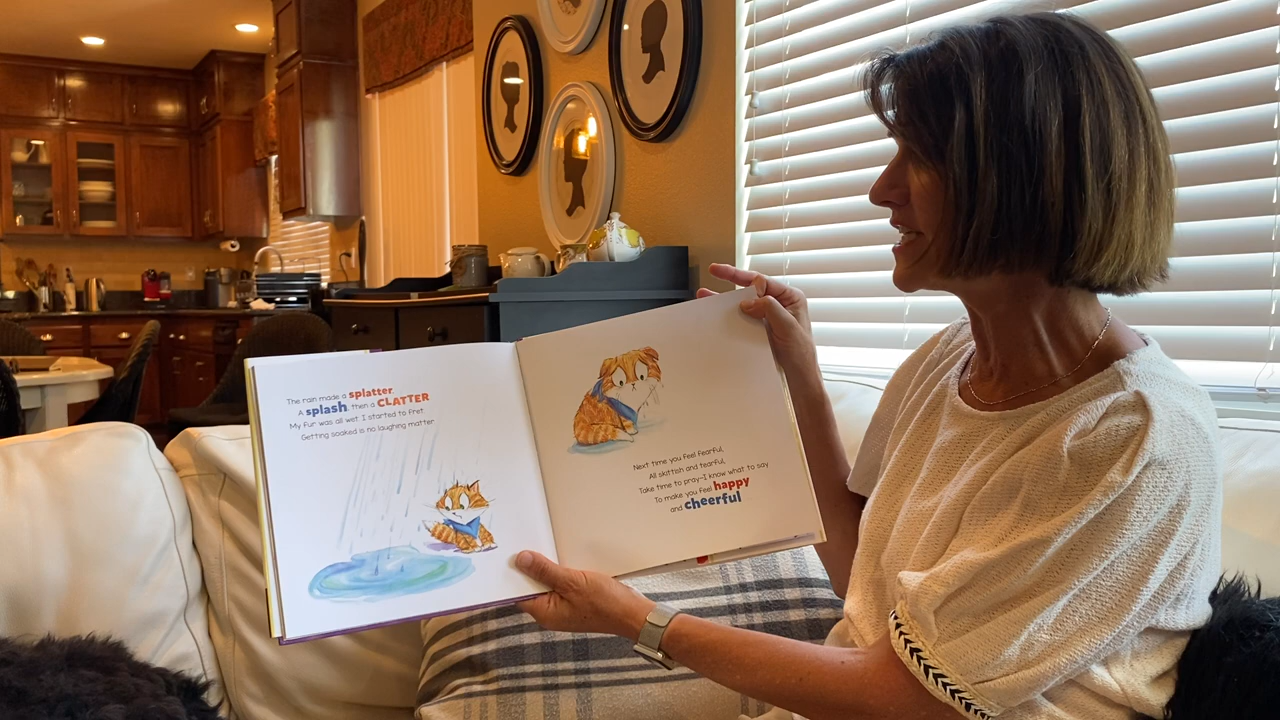 The rain made a splatter,
A splash, then a CLATTER
My fur was all wet. I started to fret
Getting soaked is no laughing matter
Next time you feel fearful,
All skittish and tearful,
Take time to pray–I know what to say
To make you feel happy
and cheerful